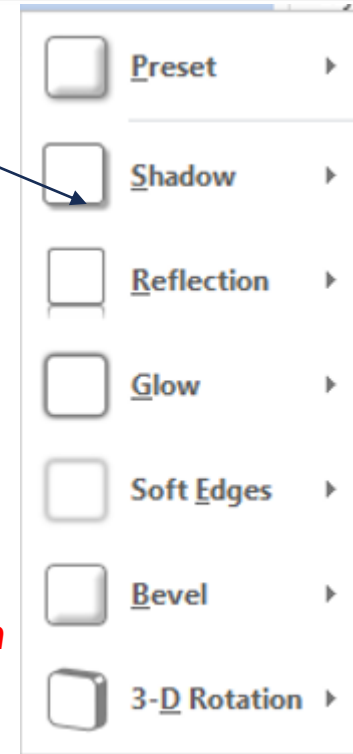 Preset
Shadow
Reflection
Glow
Soft Edges
Bevel
3-D Rotation